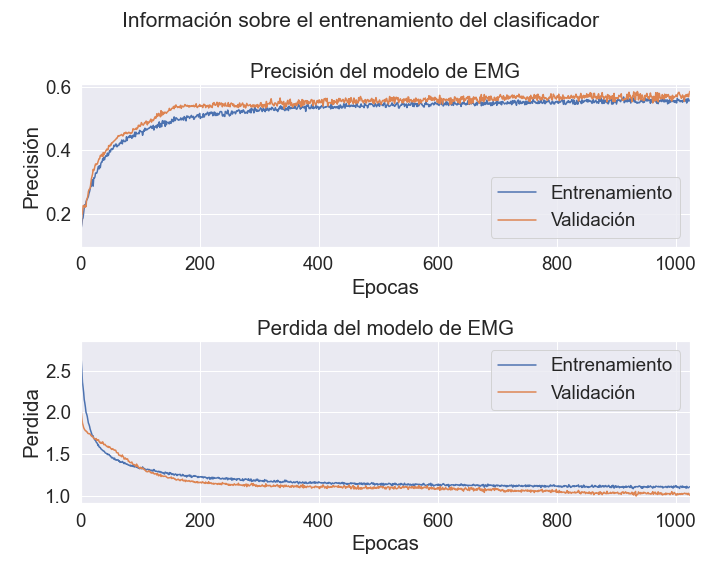 Información sobre el entrenamiento del clasificador
Precisión del modelo de EMG
Precisión
0.6
0.4
0.2
Entrenamiento
Validación
0 200 400 600 800 1000
Epocas
Perdida del modelo de EMG
Perdida
2.5
2.0
1.5
1.0
Entrenamiento
Validación
0 200 400 600 800 1000
Epocas